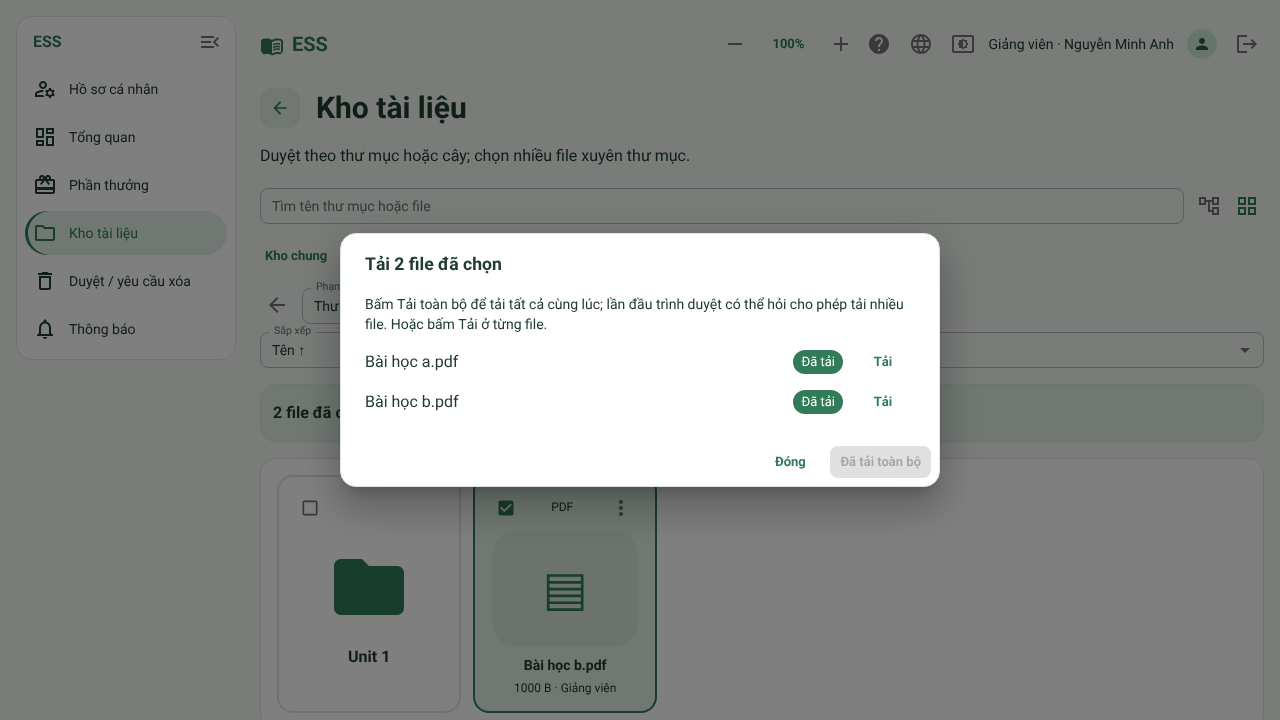 ESS
Hồ sơ cá nhân
Tổng quan
Phần thưởng
Kho tài liệu
Duyệt / yêu cầu xóa
Thông báo
ESS
100%
Giảng viên · Nguyễn Minh Anh
Kho tài liệu
Duyệt theo thư mục hoặc cây; chọn nhiều file xuyên thư mục.
Tìm tên thư mục hoặc file
Kho chung
Sắp xếp
Tên ↑
2 file đã
Tải 2 file đã chọn
Bấm Tải toàn bộ để tải tất cả cùng lúc; lần đầu trình duyệt có thể hỏi cho phép tải nhiều
file. Hoặc bấm Tải ở từng file.
Bài học a.pdf
Đã tải
Tải
Bài học b.pdf
Đã tải
Tải
Đóng
Đã tải toàn bộ
Unit 1
PDF
Bài học b.pdf
1000 B · Giảng viên